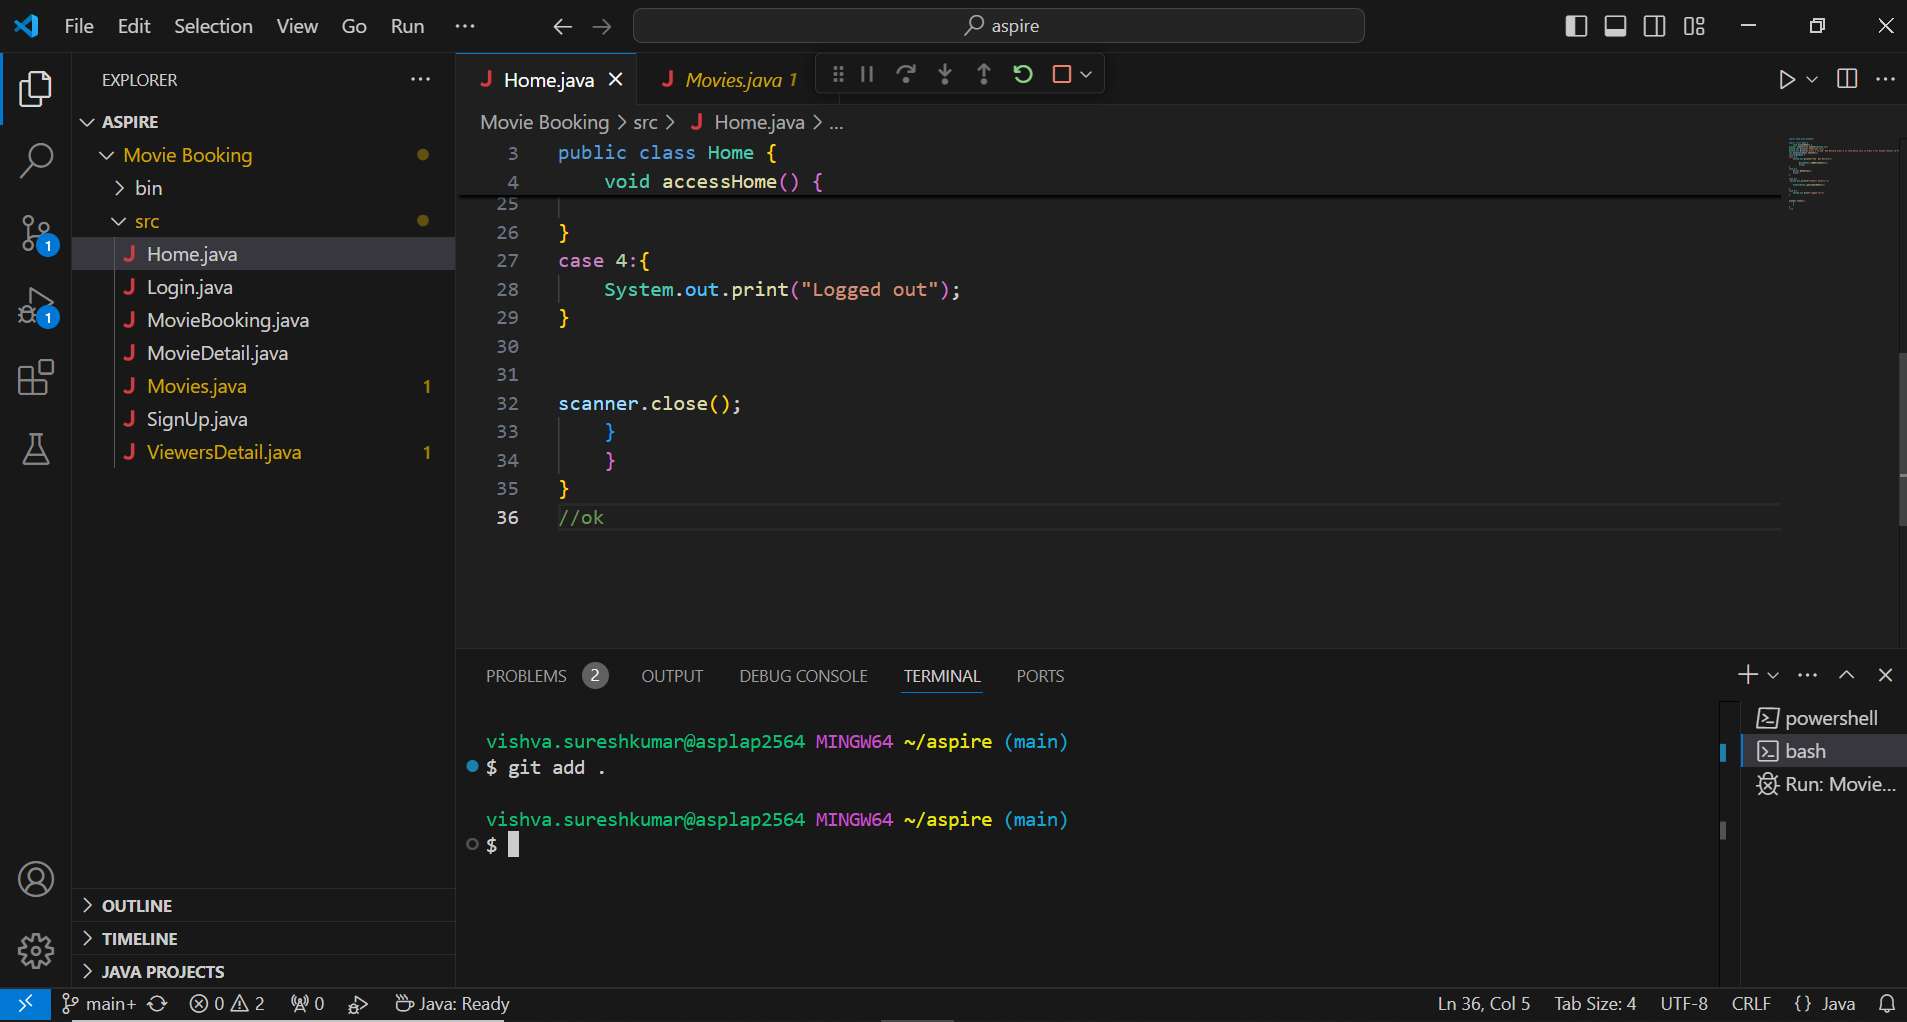 File Edit Selection View Go Run ...
aspire
EXPLORER
ASPIRE
Movie Booking
bin
src
Home.java
Login.java
MovieBooking.java
MovieDetail.java
Movies.java 1
SignUp.java
ViewersDetail.java 1
OUTLINE
TIMELINE
JAVA PROJECTS
1
1
Home.java
Movies.java 1
Movie Booking > src > Home.java > ...
3 public class Home {
4 void accessHome() {
25
26 }
27 case 4:{
28 System.out.print("Logged out");
29 }
30
31
32 scanner.close();
33 }
34 }
35 }
36 //ok
PROBLEMS 2 OUTPUT DEBUG CONSOLE TERMINAL PORTS
vishva.sureshkumar@asplap2564 MINGW64 ~/aspire (main)
$ git add .
vishva.sureshkumar@asplap2564 MINGW64 ~/aspire (main)
$
powershell
bash
Run: Movie...
main+ 0 2 0 Java: Ready
Ln 36, Col 5 Tab Size: 4 UTF-8 CRLF {} Java